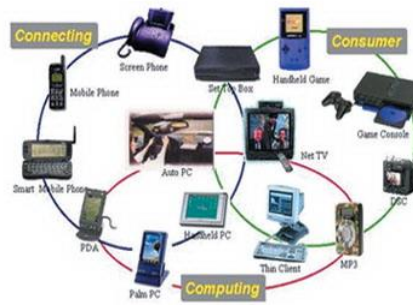 Connecting
Consumer
Screen Phone
Handheld Game
Mobile Phone
Set Top Box
Game Console
Smart Mobile Phone
Auto PC
Net TV
DSC
PDA
Handheld PC
Thin Client
MP3
Palm PC
Computing